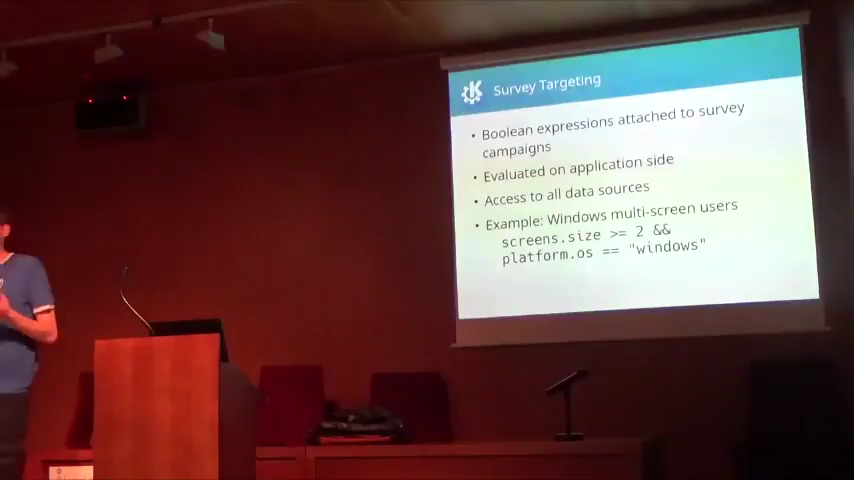 Survey Targeting
• Boolean expressions attached to survey
campaigns
• Evaluated on application side
• Access to all data sources
• Example: Windows multi-screen users
screens.size >= 2 &&
platform.os == "windows"